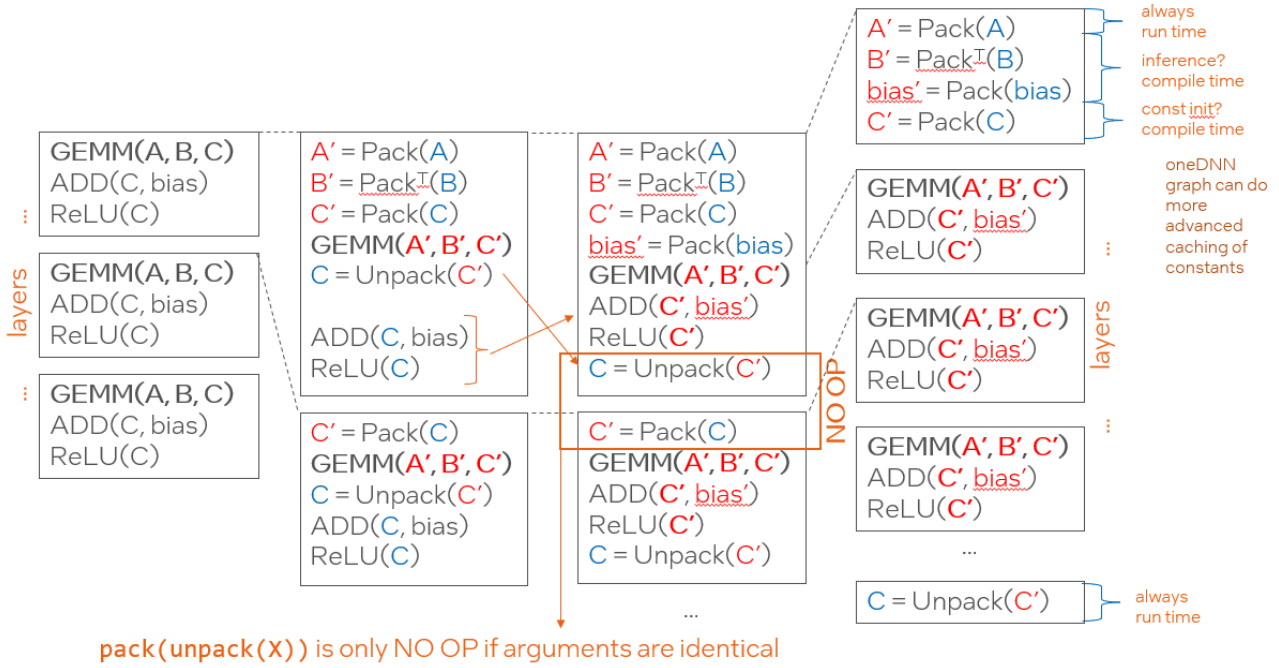 GEMM(A, B, C)
ADD(C, bias)
ReLU(C)
...
layers
GEMM(A, B, C)
ADD(C, bias)
ReLU(C)
...
GEMM(A, B, C)
ADD(C, bias)
ReLU(C)
A′ = Pack(A)
B′ = Packᵀ(B)
C′ = Pack(C)
GEMM(A′, B′, C′)
C = Unpack(C′)
ADD(C, bias)
ReLU(C)
C′ = Pack(C)
GEMM(A′, B′, C′)
C = Unpack(C′)
ADD(C, bias)
ReLU(C)
A′ = Pack(A)
B′ = Packᵀ(B)
C′ = Pack(C)
bias′ = Pack(bias)
GEMM(A′, B′, C′)
ADD(C′, bias′)
ReLU(C′)
C = Unpack(C′)
NO OP
C′ = Pack(C)
GEMM(A′, B′, C′)
ADD(C′, bias′)
ReLU(C′)
C = Unpack(C′)
...
A′ = Pack(A)
B′ = Packᵀ(B)
bias′ = Pack(bias)
C′ = Pack(C)
always
run time
inference?
compile time
const init?
compile time
oneDNN
graph can do
more
advanced
caching of
constants
GEMM(A′, B′, C′)
ADD(C′, bias′)
ReLU(C′)
...
layers
GEMM(A′, B′, C′)
ADD(C′, bias′)
ReLU(C′)
...
GEMM(A′, B′, C′)
ADD(C′, bias′)
ReLU(C′)
...
C = Unpack(C′)
always
run time
pack(unpack(X)) is only NO OP if arguments are identical